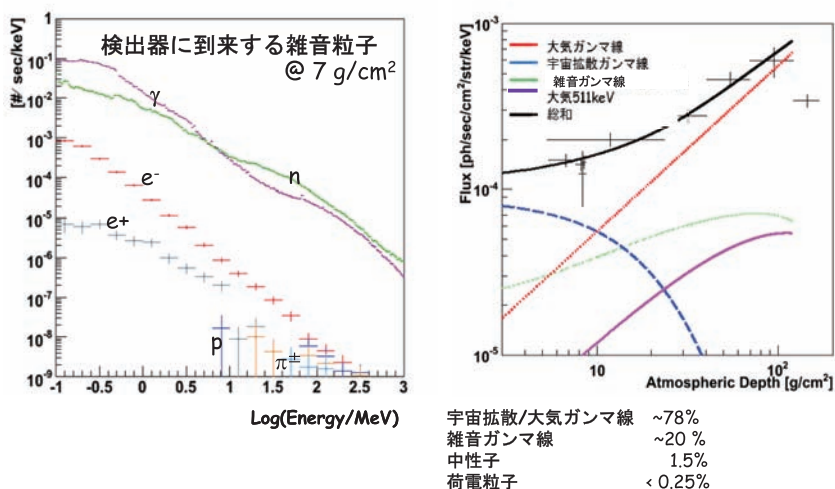 検出器に到来する雑音粒子
@ 7 g/cm²
[#/ sec/keV]
10⁻¹
10⁻²
10⁻³
10⁻⁴
10⁻⁵
10⁻⁶
10⁻⁷
10⁻⁸
10⁻⁹
γ
n
e⁻
e+
p
π±
-1 -0.5 0 0.5 1 1.5 2 2.5 3
Log(Energy/MeV)
大気ガンマ線
宇宙拡散ガンマ線
雑音ガンマ線
大気511keV
総和
Flux [ph/sec/cm²/str/keV]
10⁻³
10⁻⁴
10⁻⁵
10 10²
Atmospheric Depth [g/cm²]
宇宙拡散/大気ガンマ線 ~78%
雑音ガンマ線 ~20 %
中性子 1.5%
荷電粒子 < 0.25%